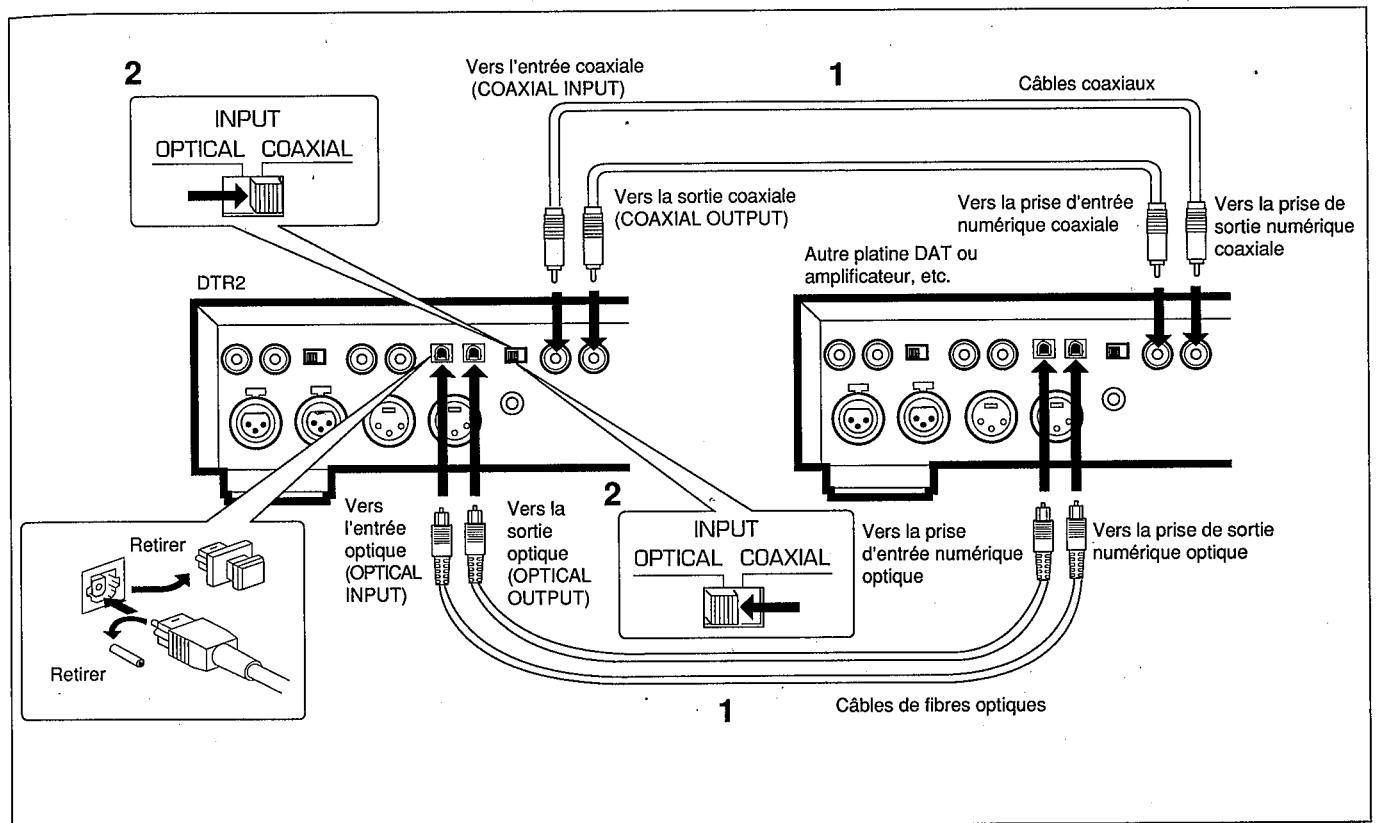 2
Vers l'entrée coaxiale
(COAXIAL INPUT)
1
Câbles coaxiaux
INPUT
OPTICAL COAXIAL
Vers la sortie coaxiale
(COAXIAL OUTPUT)
Vers la prise d'entrée
numérique coaxiale
Vers la prise de
sortie numérique
coaxiale
DTR2
Autre platine DAT ou
amplificateur, etc.
Retirer
Retirer
Vers
l'entrée
optique
(OPTICAL
INPUT)
Vers la
sortie
optique
(OPTICAL
OUTPUT)
2
INPUT
OPTICAL COAXIAL
Vers la prise
d'entrée numérique
optique
Vers la prise de sortie
numérique optique
1
Câbles de fibres optiques